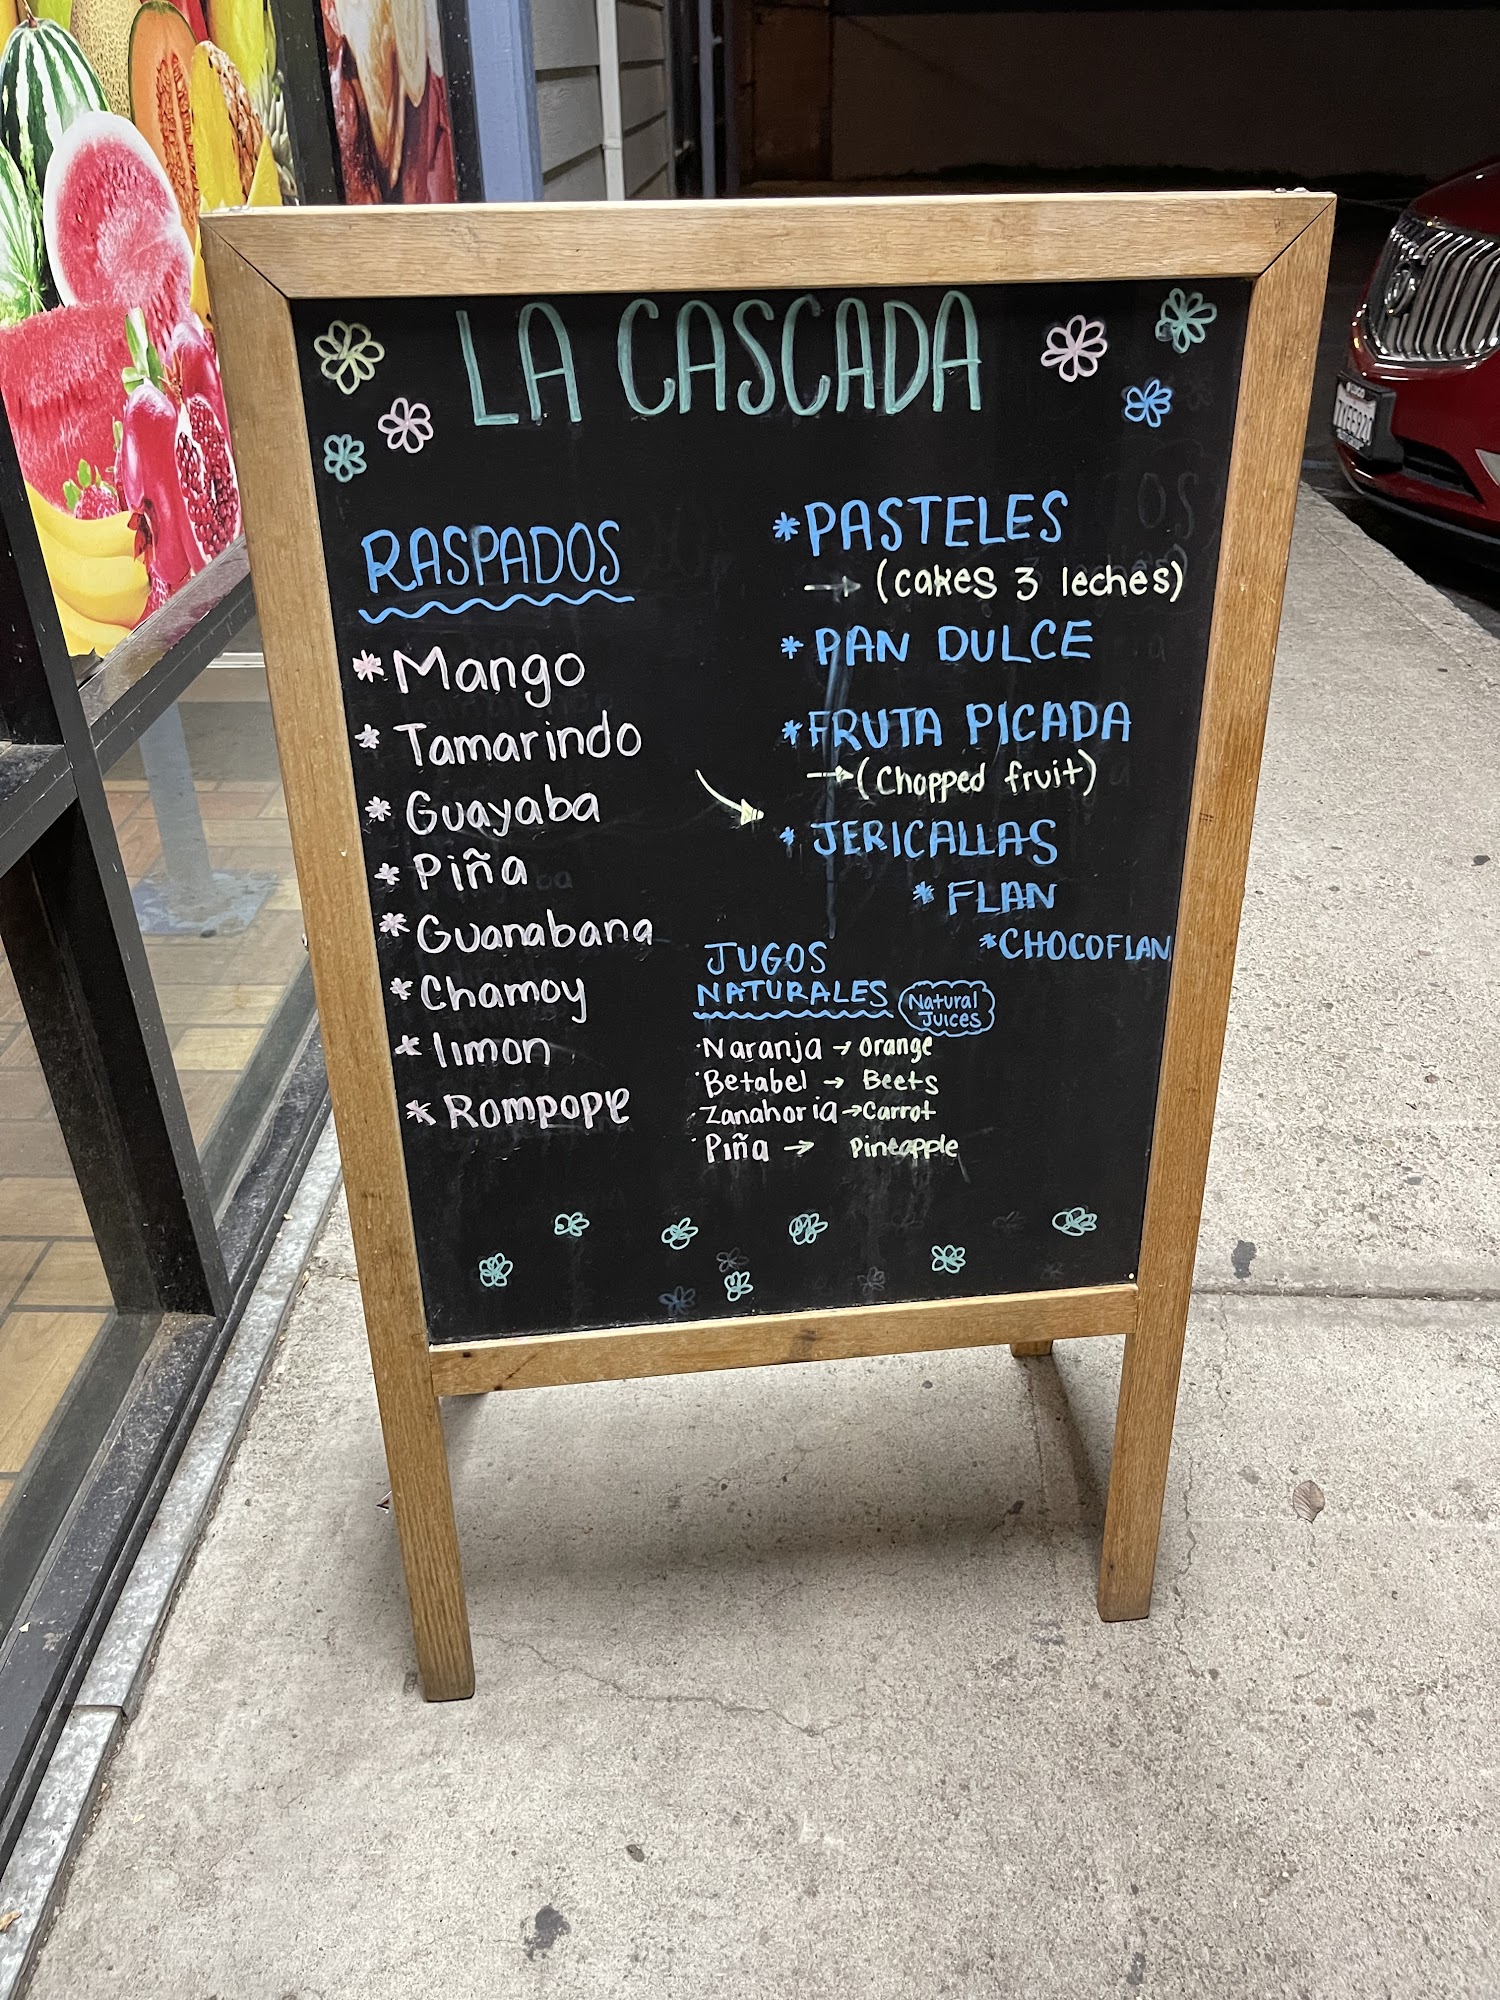 LA CASCADA
RASPADOS
* Mango
* Tamarindo
* Guayaba
* Piña
* Guanabana
* Chamoy
* limon
* Rompope
* PASTELES
→ (cakes 3 leches)
* PAN DULCE
* FRUTA PICADA
→ (Chopped fruit)
* JERICALLAS
* FLAN
* CHOCOFLAN
JUGOS
NATURALES
Natural
Juices
· Naranja → Orange
· Betabel → Beets
· Zanahoria → Carrot
· Piña → Pineapple